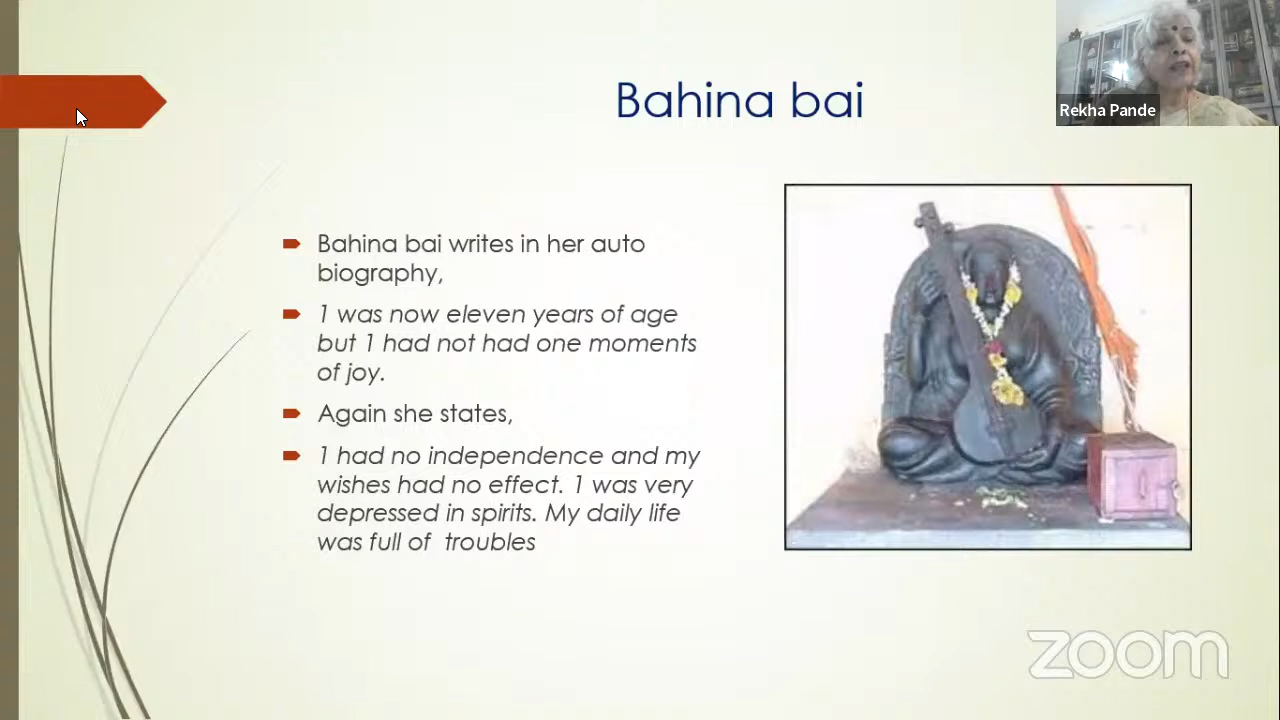 Bahina bai
Rekha Pande
Bahina bai writes in her auto
biography,
1 was now eleven years of age
but 1 had not had one moments
of joy.
Again she states,
1 had no independence and my
wishes had no effect. 1 was very
depressed in spirits. My daily life
was full of troubles
zoom